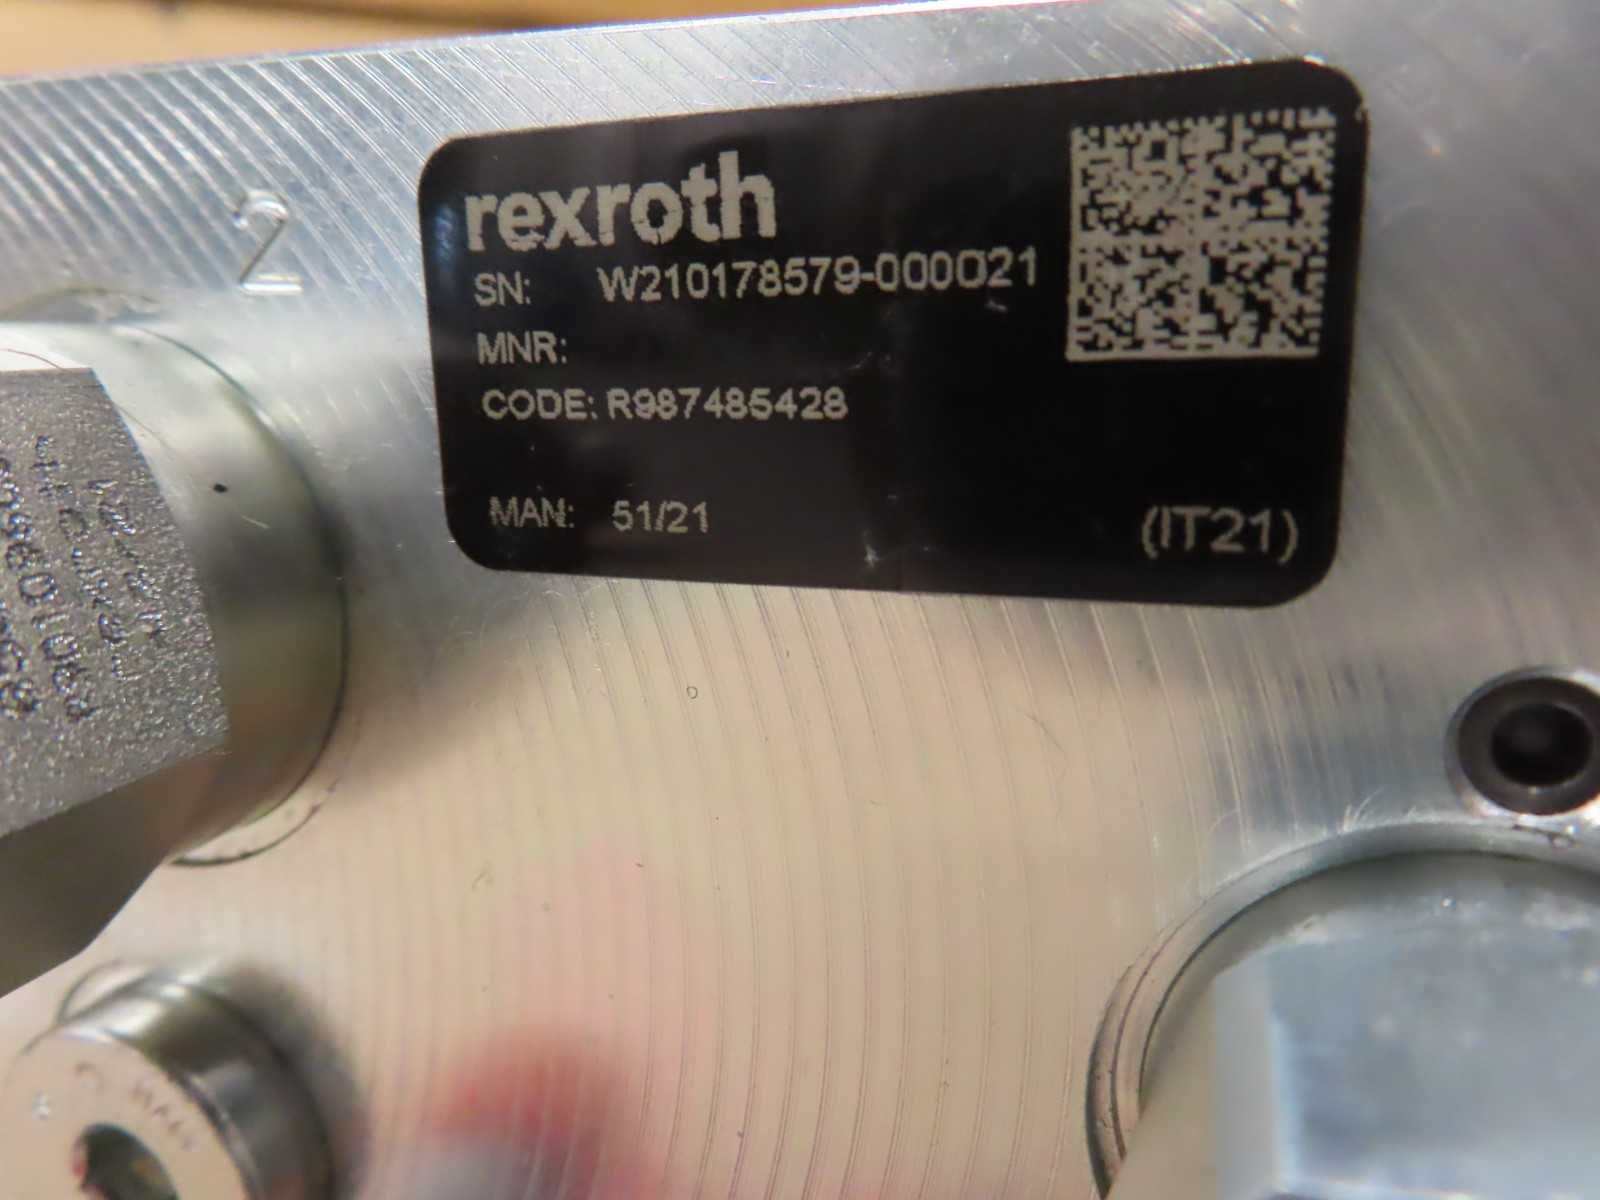 2
rexroth
SN: W210178579-000021
MNR:
CODE: R987485428
MAN: 51/21
(IT21)